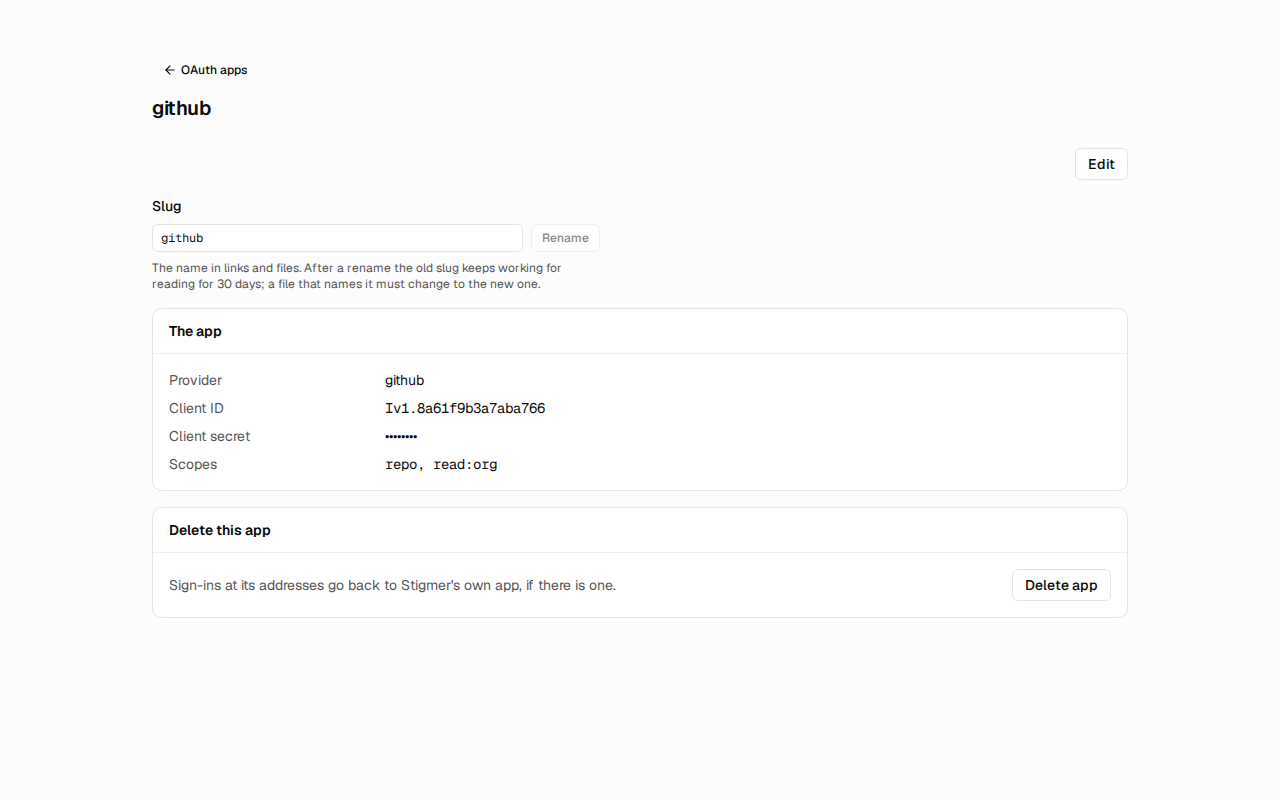 OAuth apps
github
Edit
Slug
github
Rename
The name in links and files. After a rename the old slug keeps working for
reading for 30 days; a file that names it must change to the new one.
The app
Provider github
Client ID Iv1.8a61f9b3a7aba766
Client secret ••••••••
Scopes repo, read:org
Delete this app
Sign-ins at its addresses go back to Stigmer's own app, if there is one.
Delete app